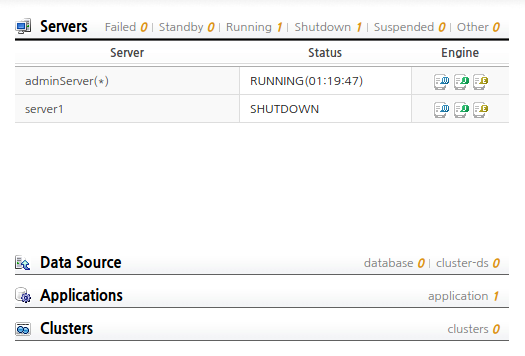 Servers Failed 0 | Standby 0 | Running 1 | Shutdown 1 | Suspended 0 | Other 0
Server Status Engine
adminServer(*) RUNNING(01:19:47)
server1 SHUTDOWN
Data Source database 0 | cluster-ds 0
Applications application 1
Clusters clusters 0